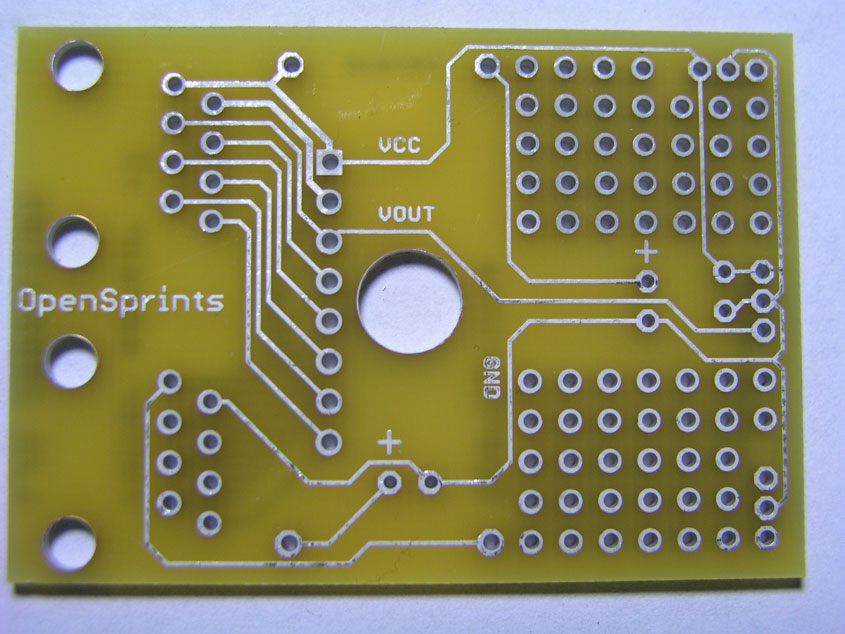 VCC
VOUT
+
OpenSprints
GND
+